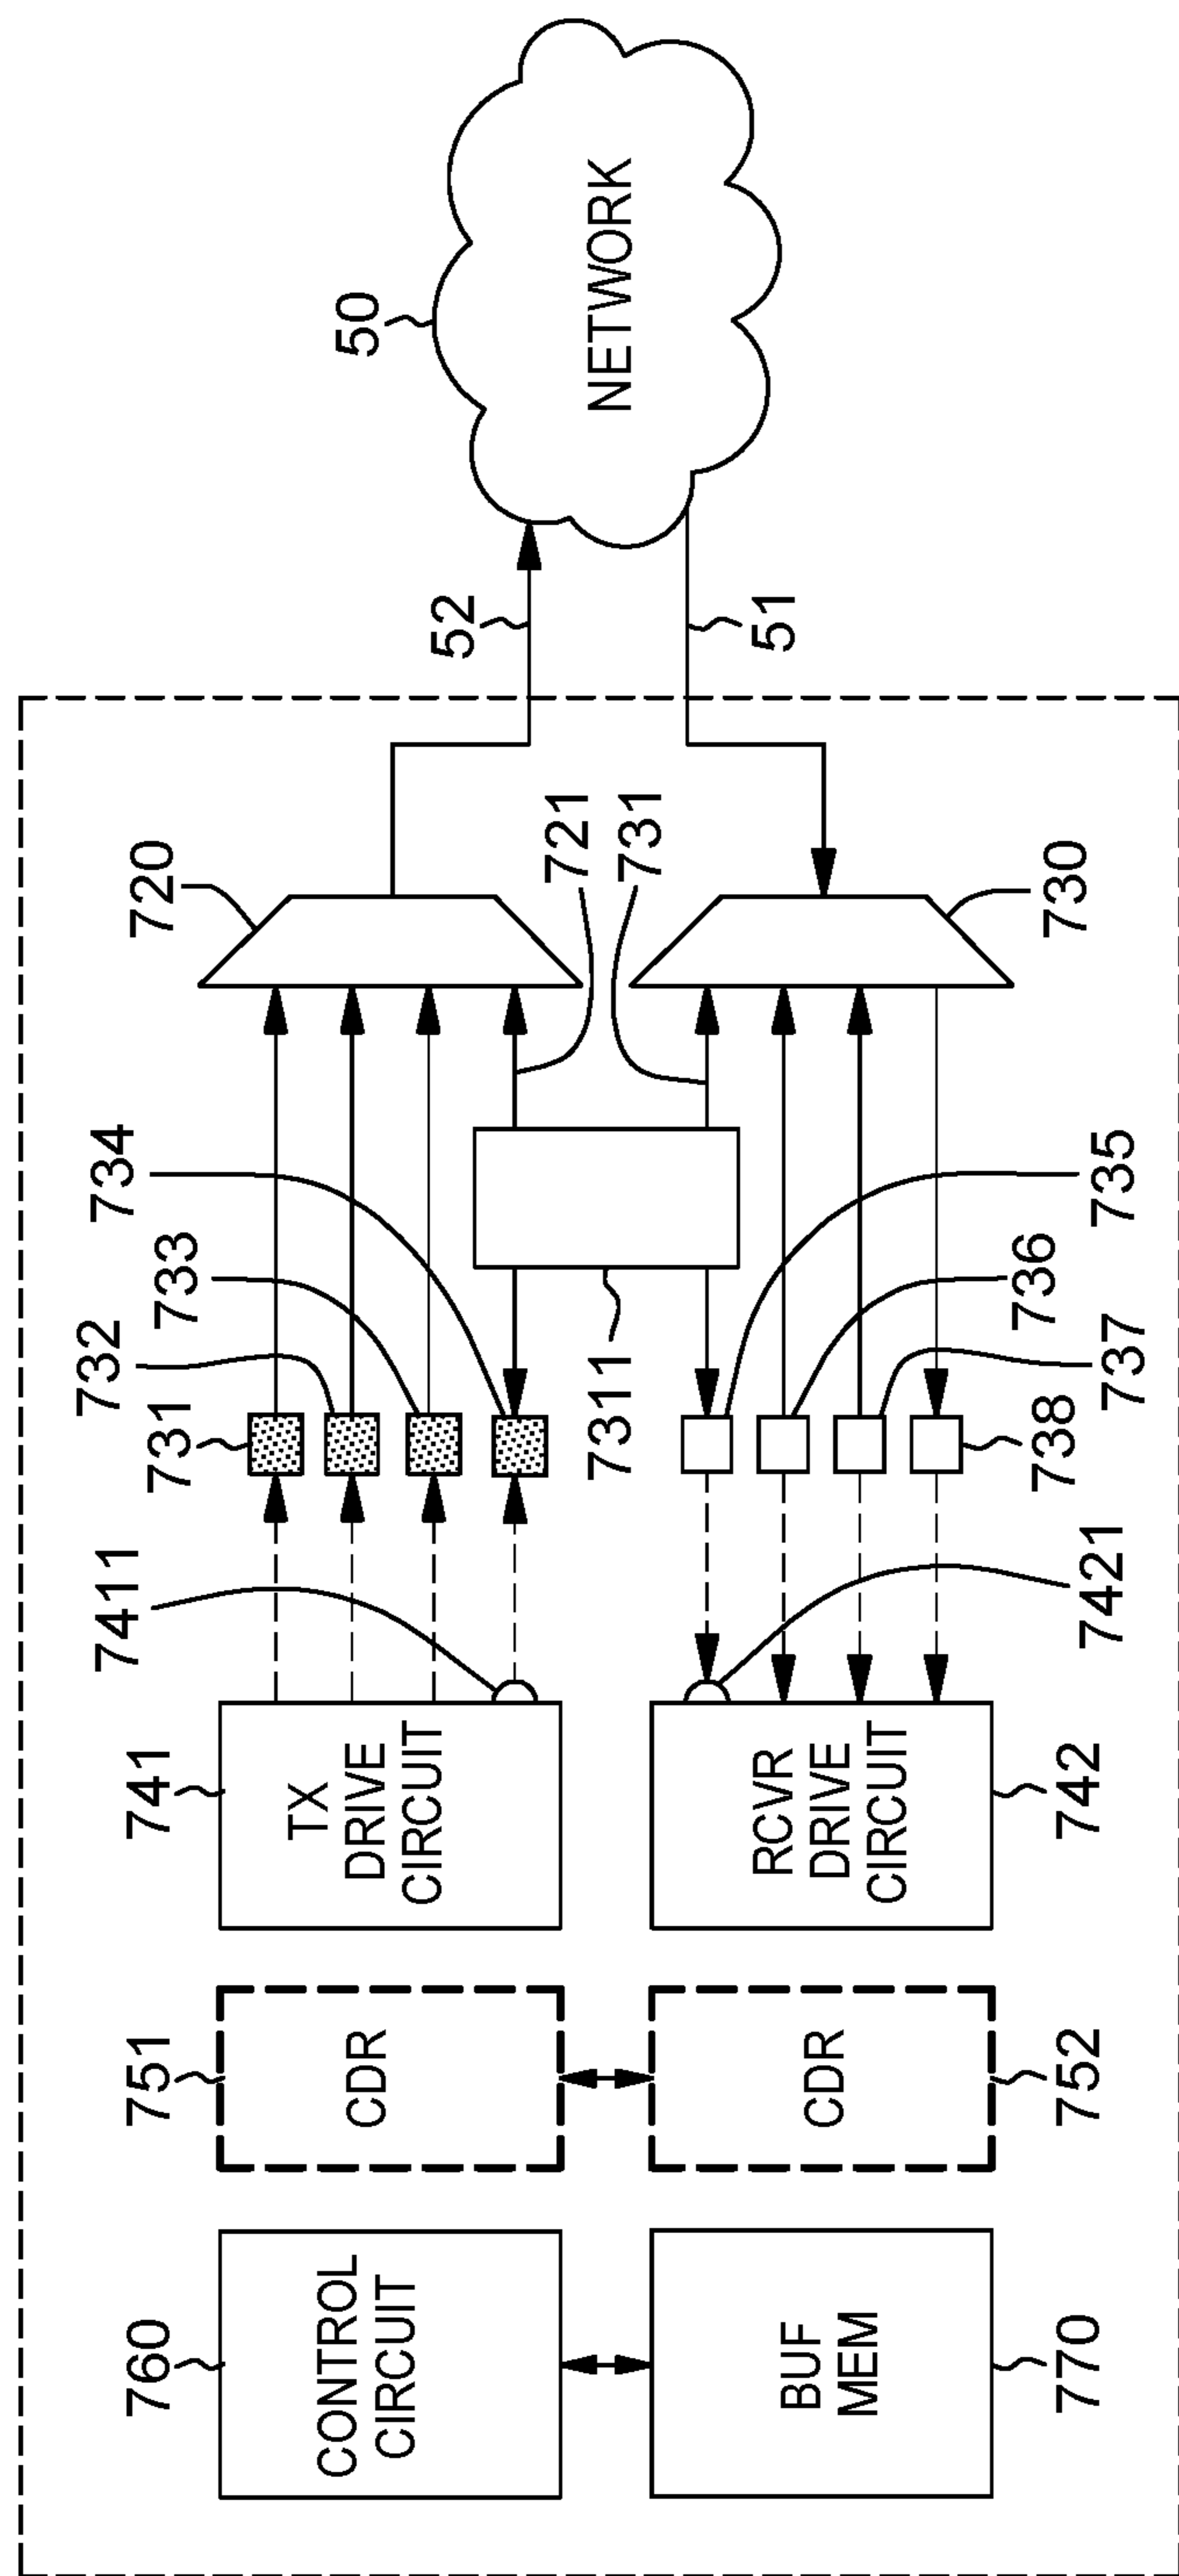 50
NETWORK
52
51
720
721
731
730
734
733
732
731
7311
735
736
737
738
7411
7421
741
TX
DRIVE
CIRCUIT
RCVR
DRIVE
CIRCUIT
742
751
CDR
CDR
752
760
CONTROL
CIRCUIT
BUF
MEM
770